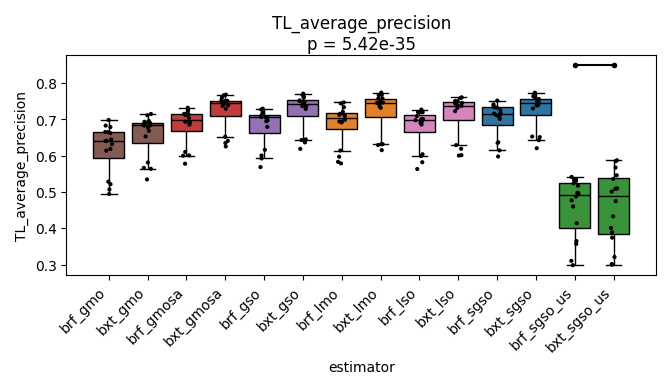 TL_average_precision
p = 5.42e-35
TL_average_precision
0.8
0.7
0.6
0.5
0.4
0.3
brf_gmo
bxt_gmo
brf_gmosa
bxt_gmosa
brf_gso
bxt_gso
brf_lmo
bxt_lmo
brf_lso
bxt_lso
brf_sgso
bxt_sgso
brf_sgso_us
bxt_sgso_us
estimator